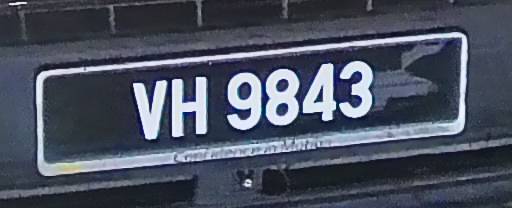 VH 9843
Confidence in Motion